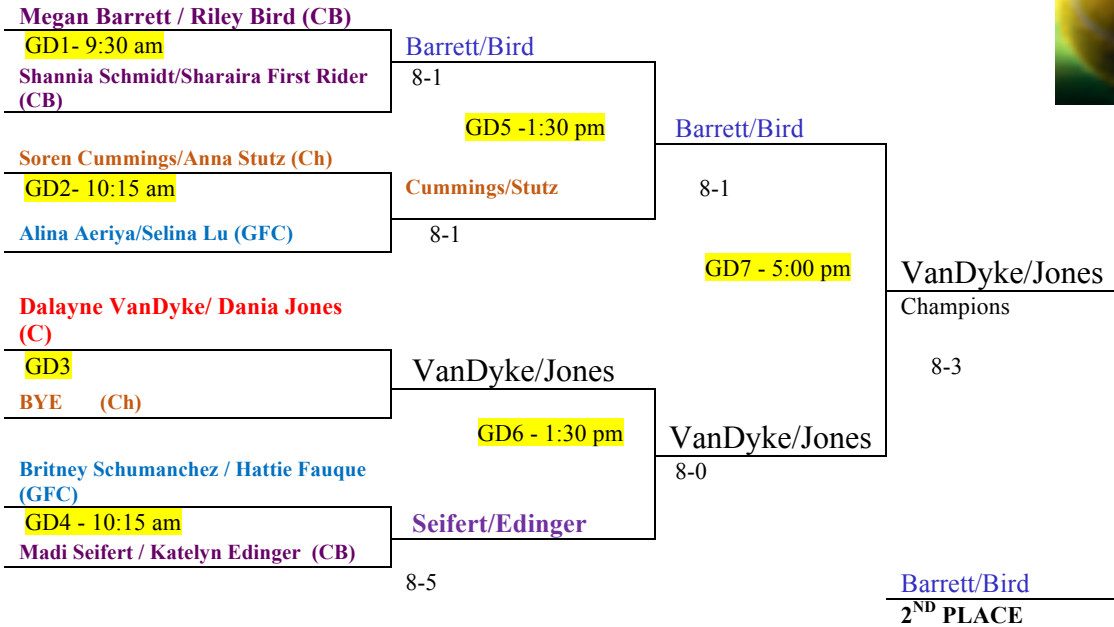 Megan Barrett / Riley Bird (CB)
GD1- 9:30 am
Shannia Schmidt/Sharaira First Rider
(CB)
Barrett/Bird
8-1
GD5 -1:30 pm
Barrett/Bird
8-1
Soren Cummings/Anna Stutz (Ch)
GD2- 10:15 am
Alina Aeriya/Selina Lu (GFC)
Cummings/Stutz
8-1
GD7 - 5:00 pm
VanDyke/Jones
Champions
8-3
Dalayne VanDyke/ Dania Jones
(C)
GD3
BYE (Ch)
VanDyke/Jones
GD6 - 1:30 pm
VanDyke/Jones
8-0
Britney Schumanchez / Hattie Fauque
(GFC)
GD4 - 10:15 am
Madi Seifert / Katelyn Edinger (CB)
Seifert/Edinger
8-5
Barrett/Bird
2ND PLACE